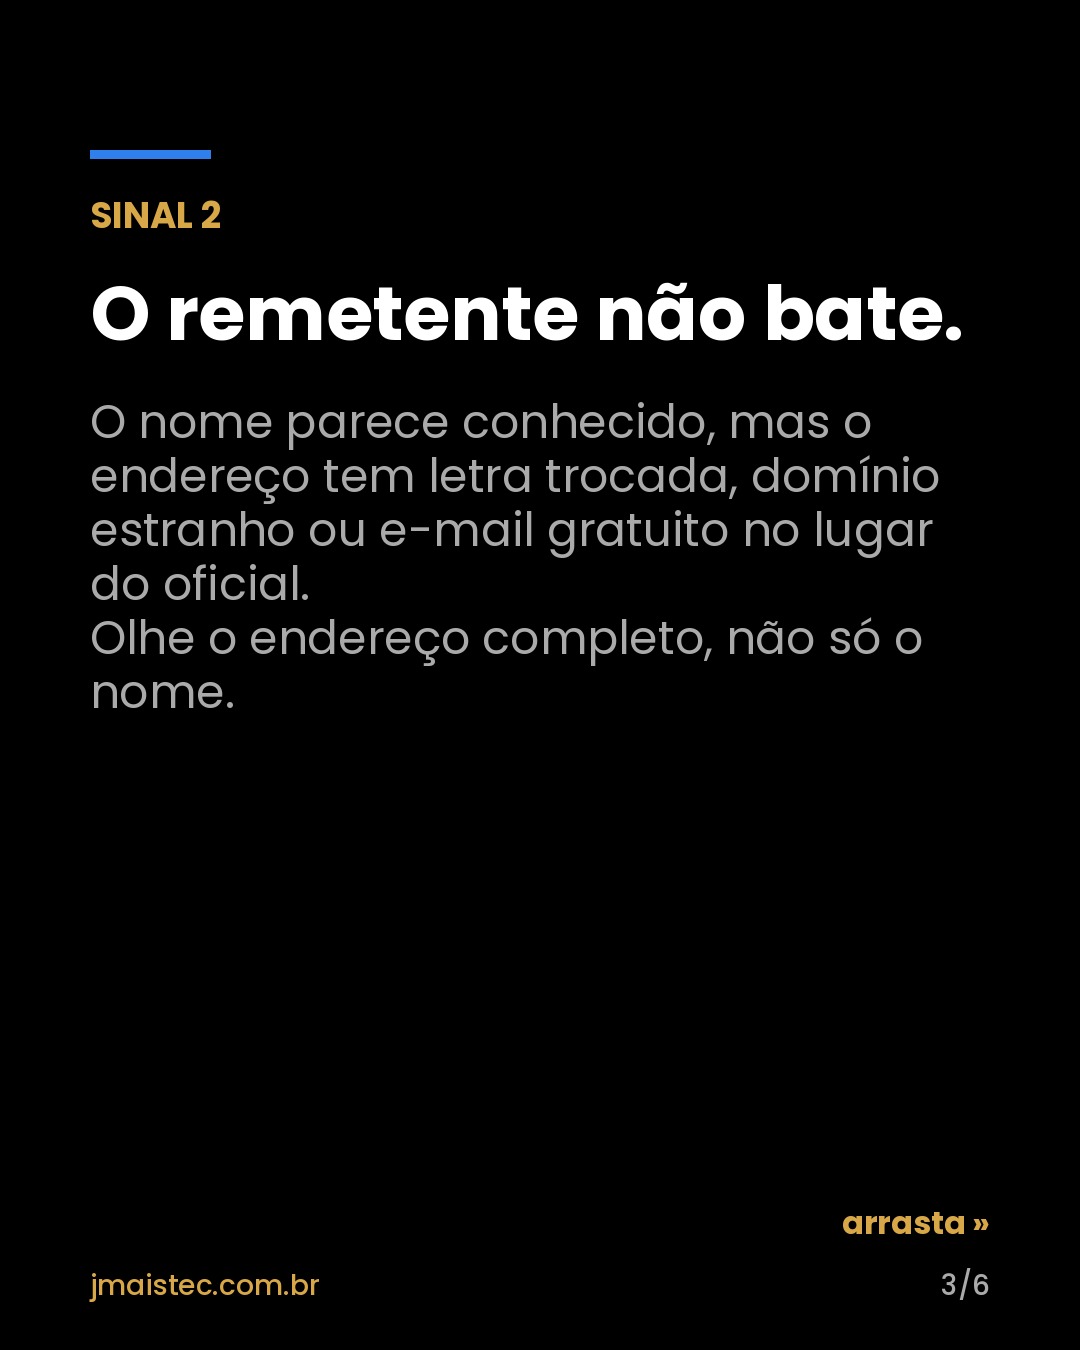 SINAL 2
O remetente não bate.
O nome parece conhecido, mas o
endereço tem letra trocada, domínio
estranho ou e-mail gratuito no lugar
do oficial.
Olhe o endereço completo, não só o
nome.
arrasta »
jmaistec.com.br
3/6